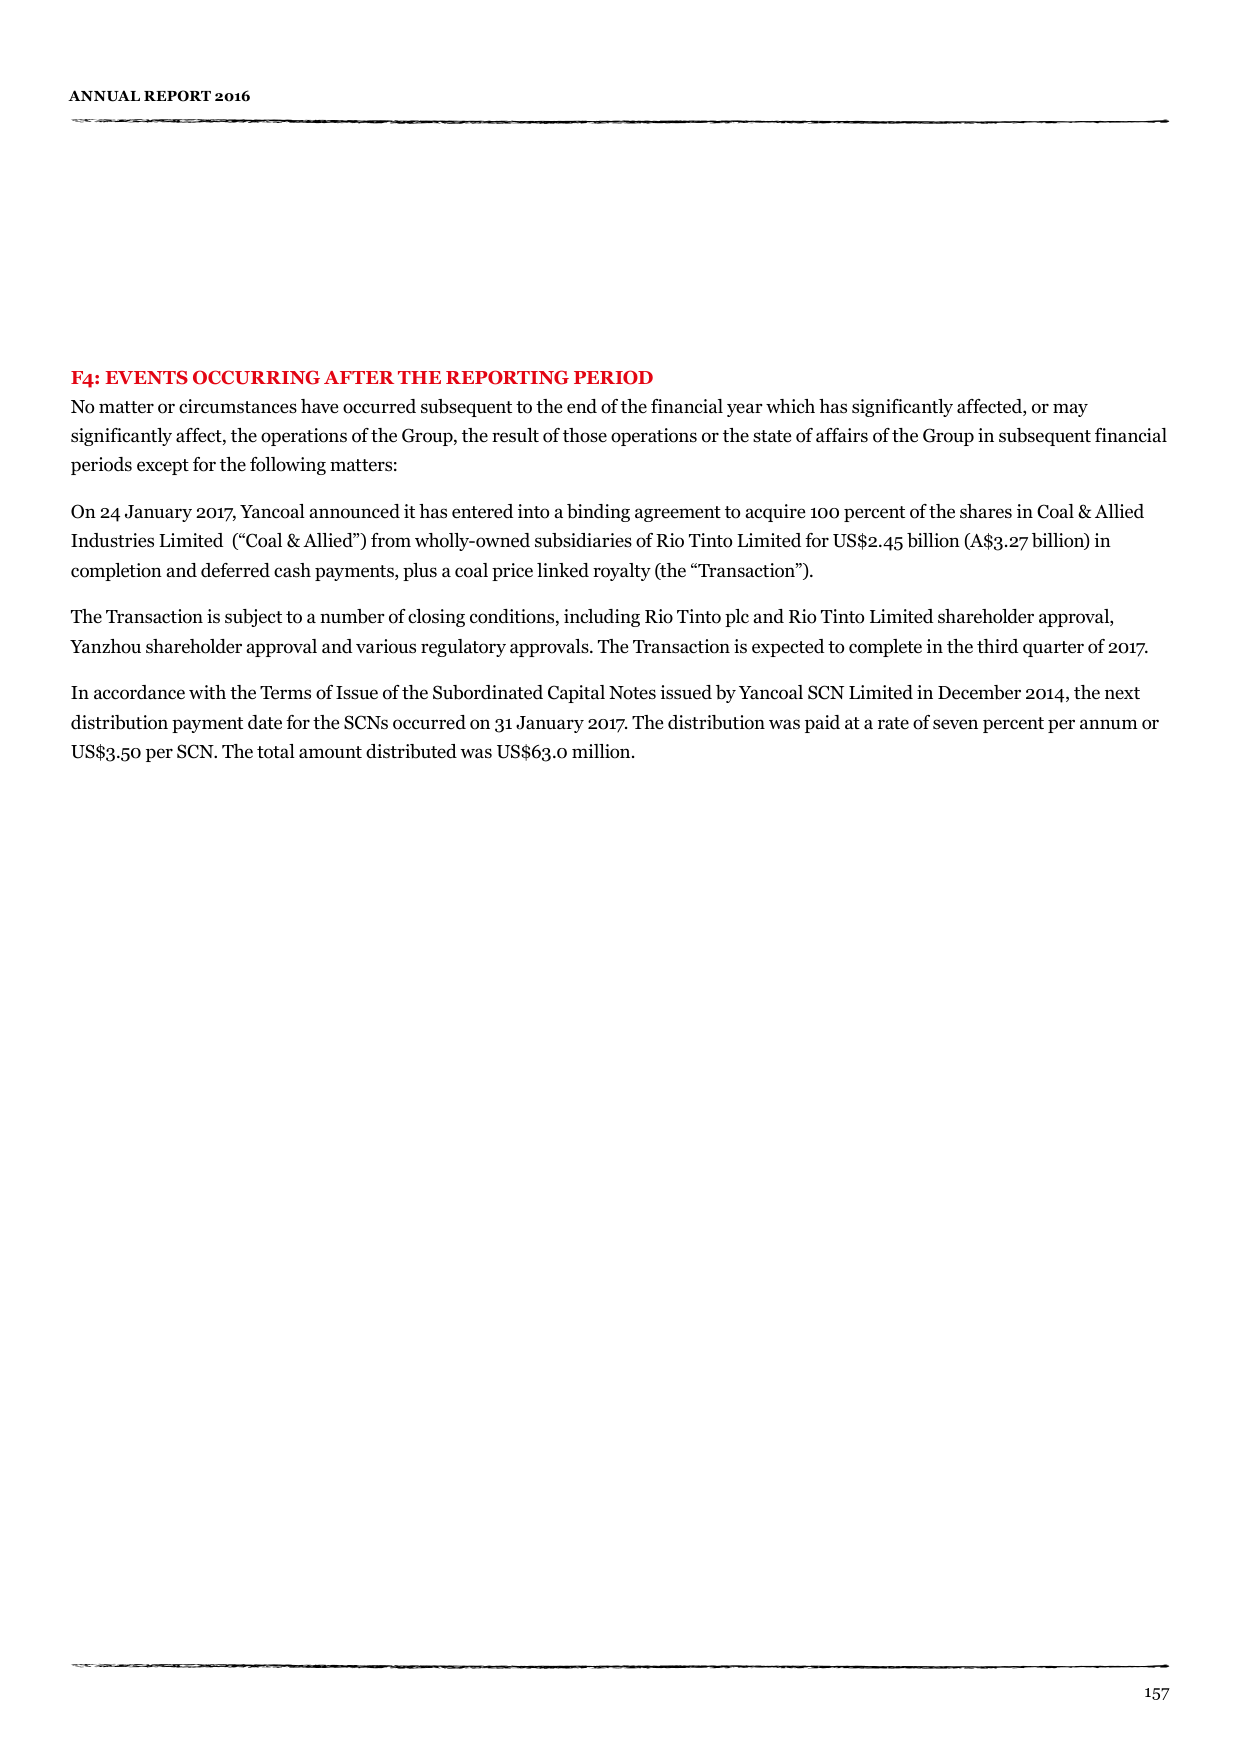 ANNUAL REPORT 2016
F4: EVENTS OCCURRING AFTER THE REPORTING PERIOD
No matter or circumstances have occurred subsequent to the end of the financial year which has significantly affected, or may
significantly affect, the operations of the Group, the result of those operations or the state of affairs of the Group in subsequent financial
periods except for the following matters:
On 24 January 2017, Yancoal announced it has entered into a binding agreement to acquire 100 percent of the shares in Coal & Allied
Industries Limited (“Coal & Allied”) from wholly-owned subsidiaries of Rio Tinto Limited for US$2.45 billion (A$3.27 billion) in
completion and deferred cash payments, plus a coal price linked royalty (the “Transaction”).
The Transaction is subject to a number of closing conditions, including Rio Tinto plc and Rio Tinto Limited shareholder approval,
Yanzhou shareholder approval and various regulatory approvals. The Transaction is expected to complete in the third quarter of 2017.
In accordance with the Terms of Issue of the Subordinated Capital Notes issued by Yancoal SCN Limited in December 2014, the next
distribution payment date for the SCNs occurred on 31 January 2017. The distribution was paid at a rate of seven percent per annum or
US$3.50 per SCN. The total amount distributed was US$63.0 million.
157